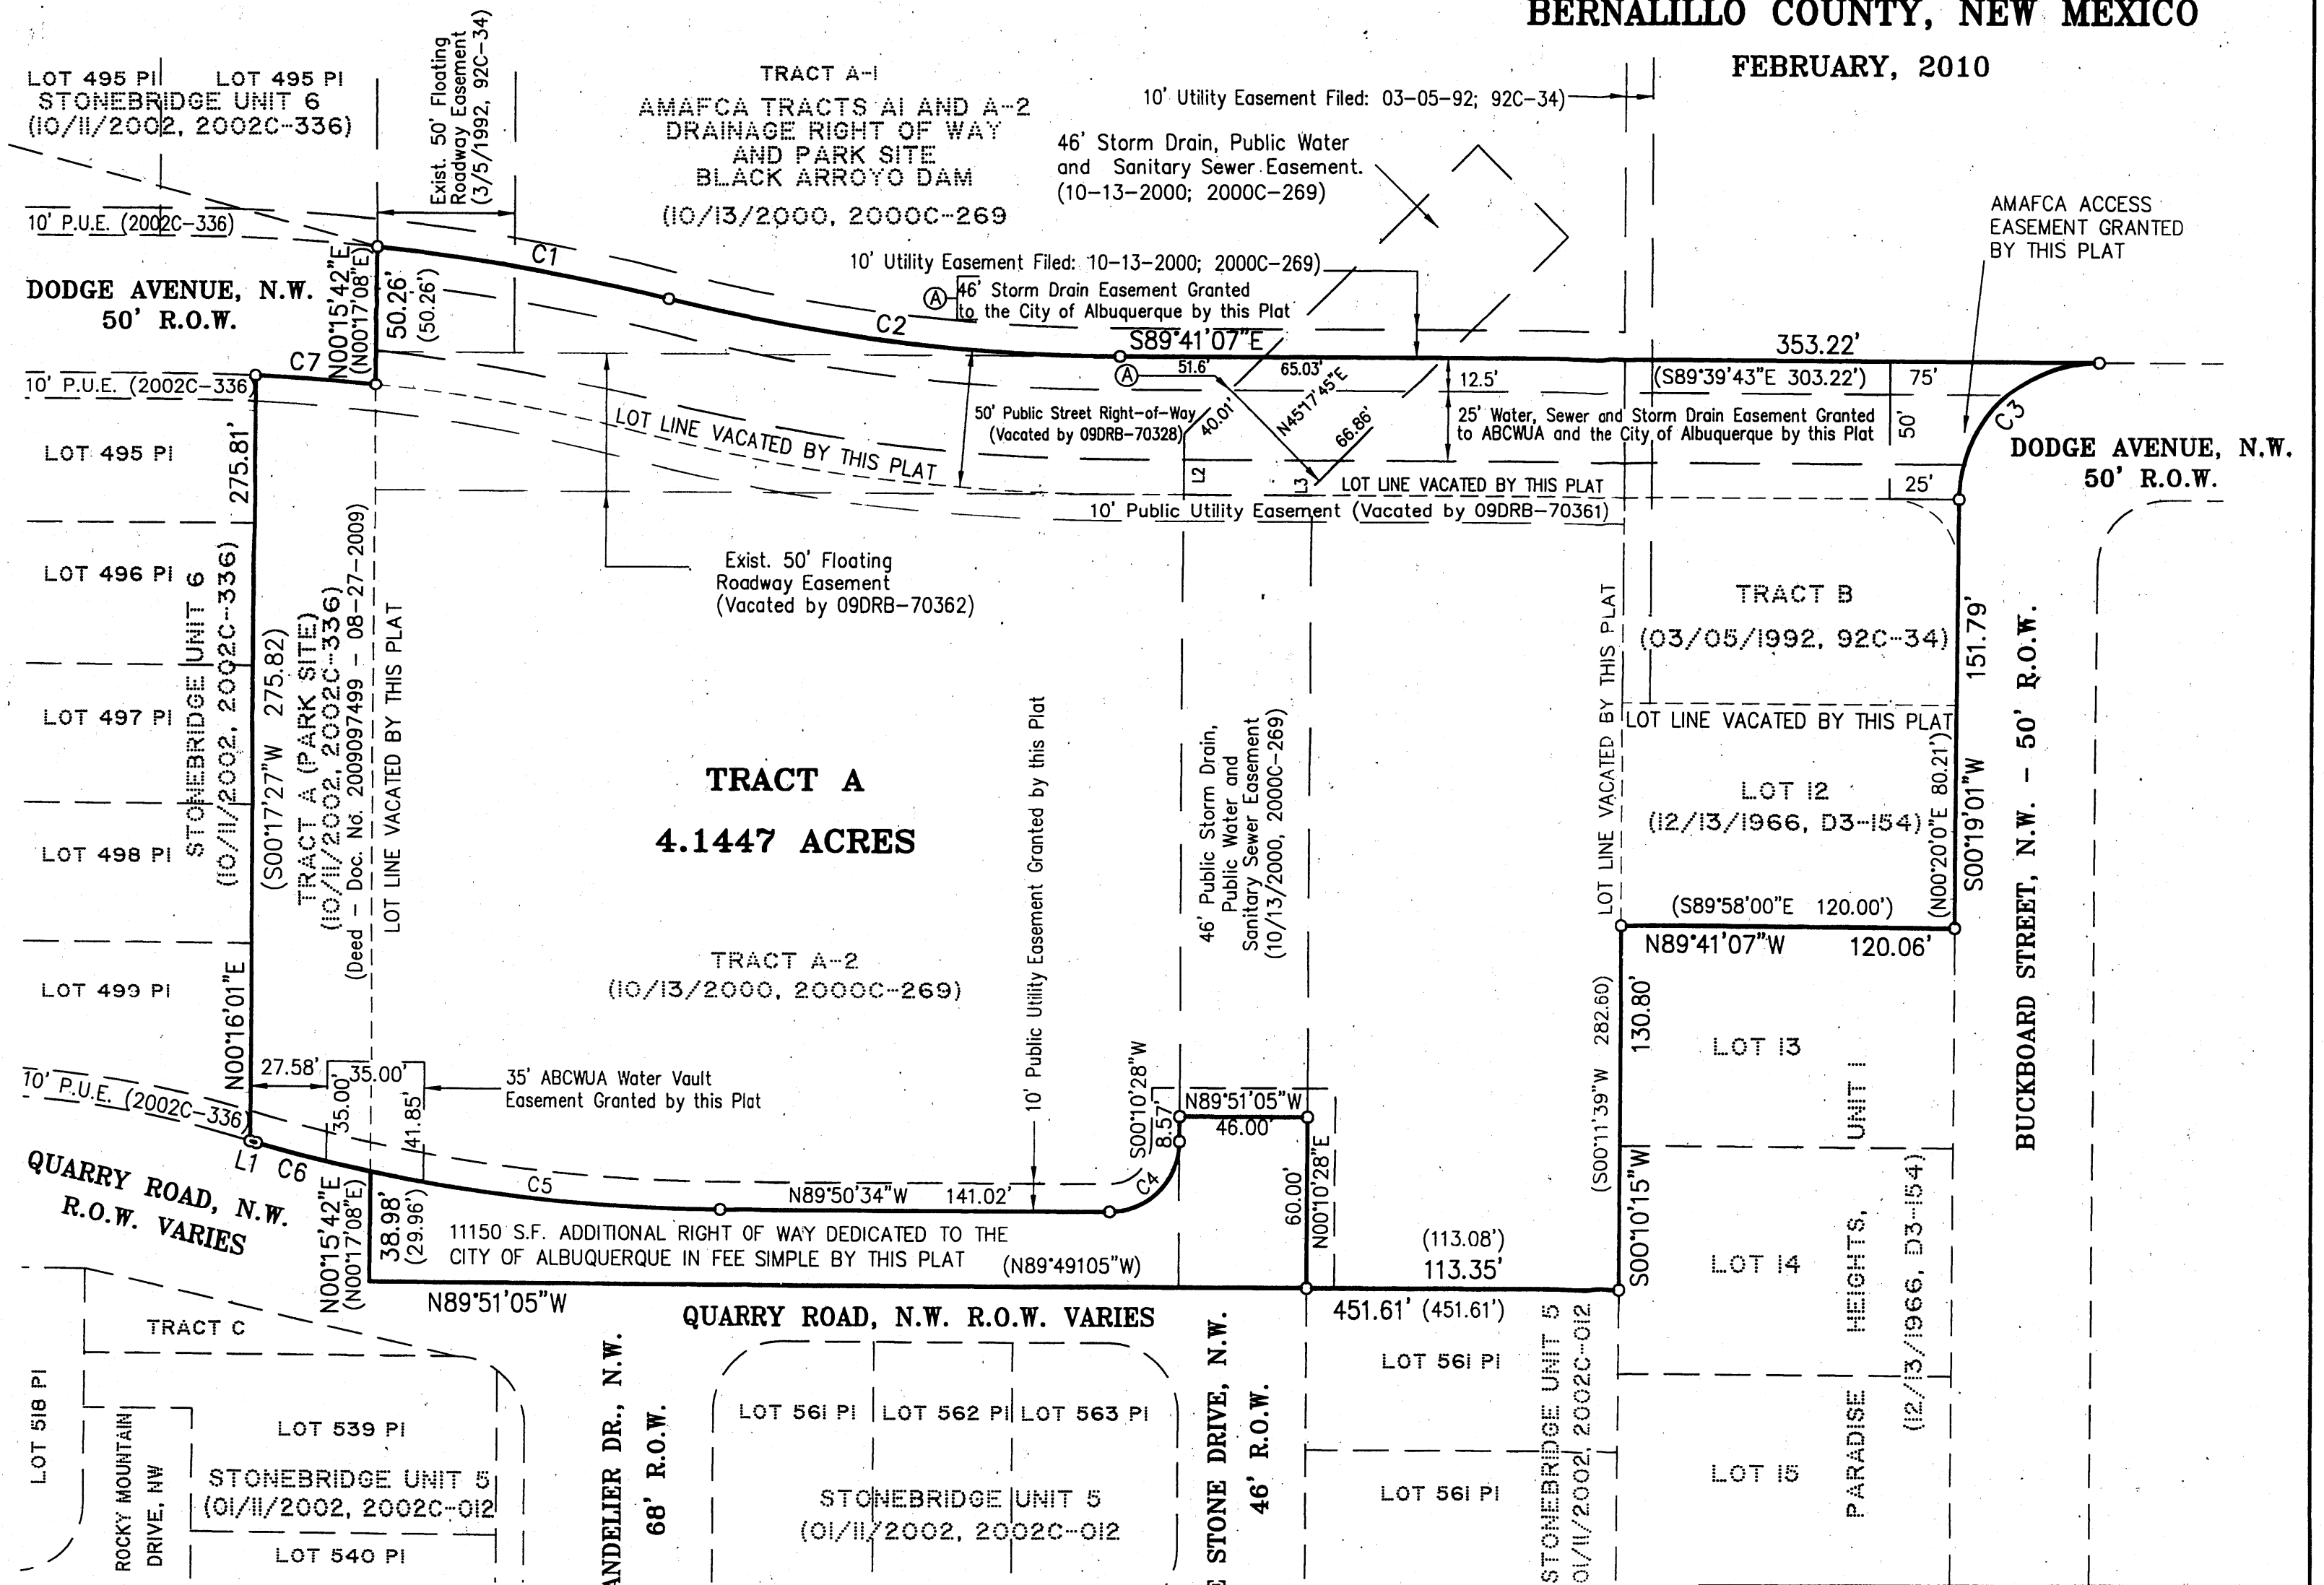 BERNALILLO COUNTY, NEW MEXICO
FEBRUARY, 2010
LOT 495 P1
LOT 495 P1
STONEBRIDGE UNIT 6
(10/11/2002, 2002C-336)
Exist. 50' Floating
Roadway Easement
(3/5/1992, 92C-34)
TRACT A-1
AMAFCA TRACTS A1 AND A-2
DRAINAGE RIGHT OF WAY
AND PARK SITE
BLACK ARROYO DAM
(10/13/2000, 2000C-269
10' Utility Easement Filed: 03-05-92; 92C-34)
46' Storm Drain, Public Water
and Sanitary Sewer Easement.
(10-13-2000; 2000C-269)
AMAFCA ACCESS
EASEMENT GRANTED
BY THIS PLAT
10' P.U.E. (2002C-336)
DODGE AVENUE, N.W.
50' R.O.W.
N00°15'42"E
(N00°17'08"E)
50.26'
(50.26')
C1
C2
10' Utility Easement Filed: 10-13-2000; 2000C-269)
A
46' Storm Drain Easement Granted
to the City of Albuquerque by this Plat
S89°41'07"E
353.22'
(S89°39'43"E 303.22')
C7
10' P.U.E. (2002C-336)
A
51.6'
65.03'
12.5'
75'
50'
25'
C3
50' Public Street Right-of-Way
(Vacated by 09DRB-70328)
40.01'
N45°17'45"E
66.86'
L2
L3
25' Water, Sewer and Storm Drain Easement Granted
to ABCWUA and the City of Albuquerque by this Plat
DODGE AVENUE, N.W.
50' R.O.W.
LOT LINE VACATED BY THIS PLAT
LOT LINE VACATED BY THIS PLAT
10' Public Utility Easement (Vacated by 09DRB-70361)
Exist. 50' Floating
Roadway Easement
(Vacated by 09DRB-70362)
LOT 495 P1
LOT 496 P1
LOT 497 P1
LOT 498 P1
LOT 499 P1
STONEBRIDGE UNIT 6
(10/11/2002, 2002C-336)
275.81'
N00°16'01"E
(S00°17'27"W 275.82)
TRACT A (PARK SITE)
(10/11/2002, 2002C-336)
(Deed - Doc. No. 2009097499 - 08-27-2009)
LOT LINE VACATED BY THIS PLAT
TRACT A
4.1447 ACRES
TRACT A-2
(10/13/2000, 2000C-269)
10' Public Utility Easement Granted by this Plat
46' Public Storm Drain,
Public Water and
Sanitary Sewer Easement
(10/13/2000, 2000C-269)
LOT LINE VACATED BY THIS PLAT
TRACT B
(03/05/1992, 92C-34)
LOT LINE VACATED BY THIS PLAT
LOT 12
(12/13/1966, D3-154)
151.79'
S00°19'01"W
(N00°20'0"E 80.21')
BUCKBOARD STREET, N.W. - 50' R.O.W.
(S89°58'00"E 120.00')
N89°41'07"W 120.06'
(S00°11'39"W 282.60)
130.80'
S00°10'15"W
LOT 13
LOT 14
LOT 15
PARADISE HEIGHTS, UNIT 1
(12/13/1966, D3-154)
10' P.U.E. (2002C-336)
27.58'
35.00'
35.00'
41.85'
35' ABCWUA Water Vault
Easement Granted by this Plat
L1
C6
C5
QUARRY ROAD, N.W.
R.O.W. VARIES
N00°15'42"E
(N00°17'08"E)
38.98'
(29.96')
N89°50'34"W 141.02'
C4
S00°10'28"W
8.57'
N89°51'05"W
46.00'
60.00'
N00°10'28"E
11150 S.F. ADDITIONAL RIGHT OF WAY DEDICATED TO THE
CITY OF ALBUQUERQUE IN FEE SIMPLE BY THIS PLAT
(N89°49105"W)
(113.08')
113.35'
N89°51'05"W
451.61' (451.61')
QUARRY ROAD, N.W. R.O.W. VARIES
TRACT C
LOT 518 P1
ROCKY MOUNTAIN
DRIVE, NW
LOT 539 P1
STONEBRIDGE UNIT 5
(01/11/2002, 2002C-012
LOT 540 P1
ANDELIER DR., N.W.
68' R.O.W.
LOT 561 P1
LOT 562 P1
LOT 563 P1
STONEBRIDGE UNIT 5
(01/11/2002, 2002C-012
E STONE DRIVE, N.W.
46' R.O.W.
LOT 561 P1
LOT 561 P1
STONEBRIDGE UNIT 5
01/11/2002, 2002C-012